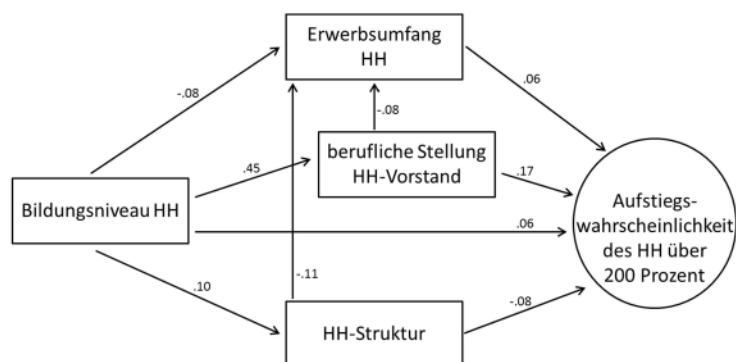 Erwerbsumfang
HH
-.08
.06
-.08
berufliche Stellung
HH-Vorstand
.45
.17
Bildungsniveau HH
.06
Aufstiegs-
wahrscheinlichkeit
des HH über
200 Prozent
-.11
.10
-.08
HH-Struktur